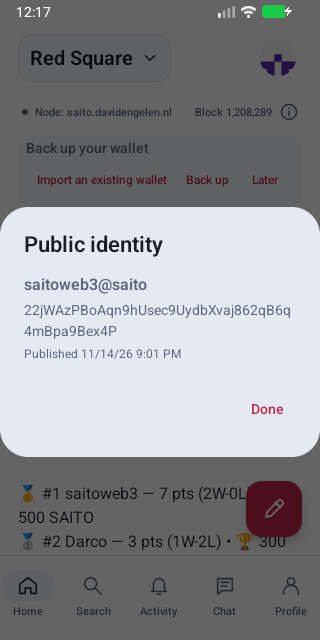 12:17
Red Square
Node: saito.davidengelen.nl Block 1,208,289
Back up your wallet
Import an existing wallet Back up Later
Public identity
saitoweb3@saito
22jWAzPBoAqn9hUsec9UydbXvaj862qB6q
4mBpa9Bex4P
Published 11/14/26 9:01 PM
Done
🥇 #1 saitoweb3 — 7 pts (2W-0L)
500 SAITO
🥈 #2 Darco — 3 pts (1W-2L) • 🏆 300
Home Search Activity Chat Profile